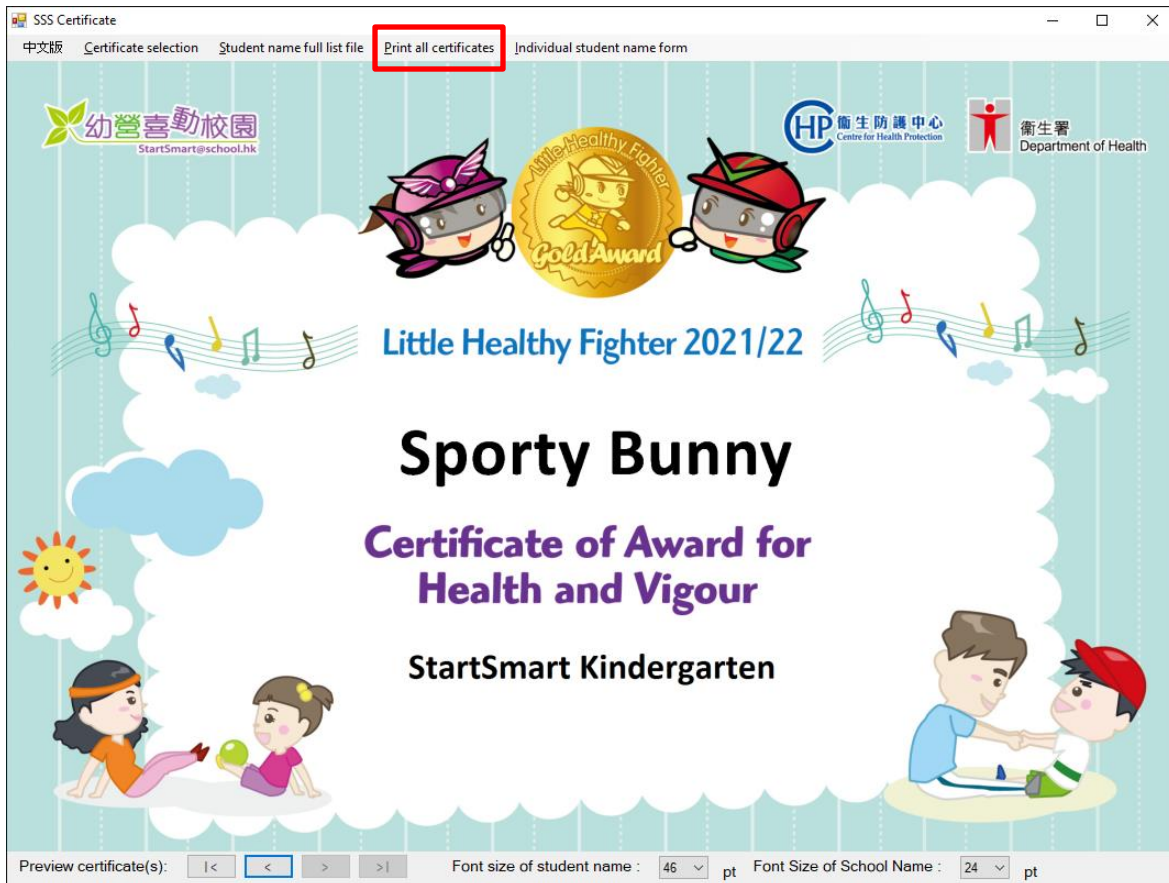 SSS Certificate
中文版 Certificate selection Student name full list file Print all certificates Individual student name form
幼營喜動校園
StartSmart@school.hk
CHP 衞生防護中心
Centre for Health Protection
衞生署
Department of Health
Little Healthy Fighter
Gold Award
Little Healthy Fighter 2021/22
Sporty Bunny
Certificate of Award for
Health and Vigour
StartSmart Kindergarten
Preview certificate(s): |< < > >| Font size of student name : 46 pt Font Size of School Name : 24 pt